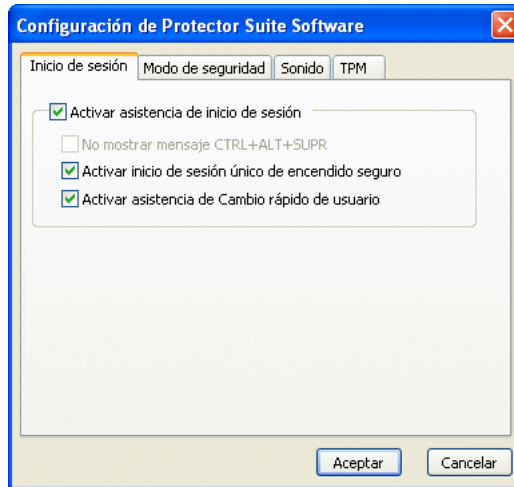 Configuración de Protector Suite Software
Inicio de sesión Modo de seguridad Sonido TPM
Activar asistencia de inicio de sesión
No mostrar mensaje CTRL+ALT+SUPR
Activar inicio de sesión único de encendido seguro
Activar asistencia de Cambio rápido de usuario
Aceptar Cancelar